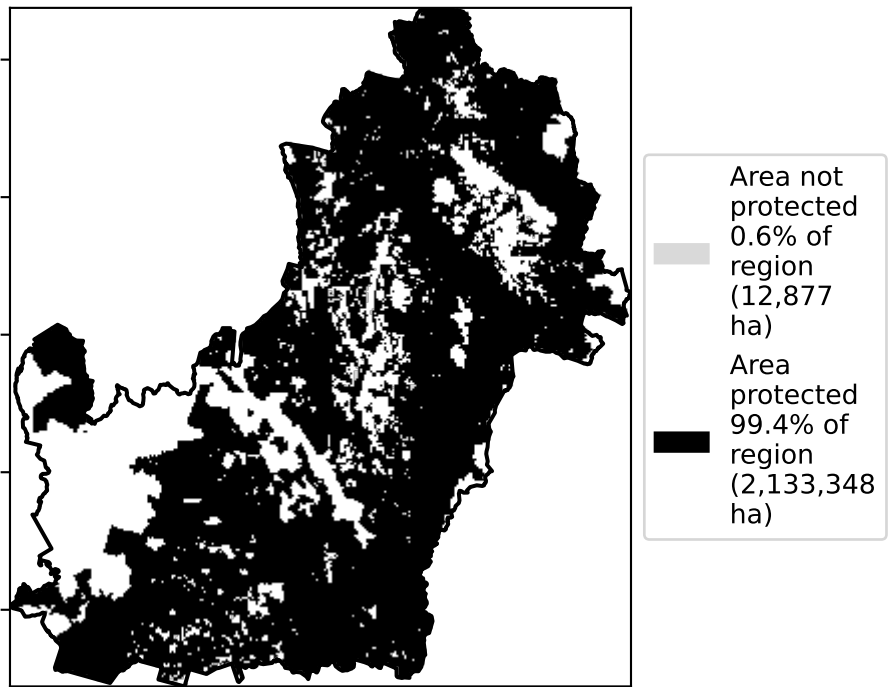 Area not
protected
0.6% of
region
(12,877
ha)
Area
protected
99.4% of
region
(2,133,348
ha)